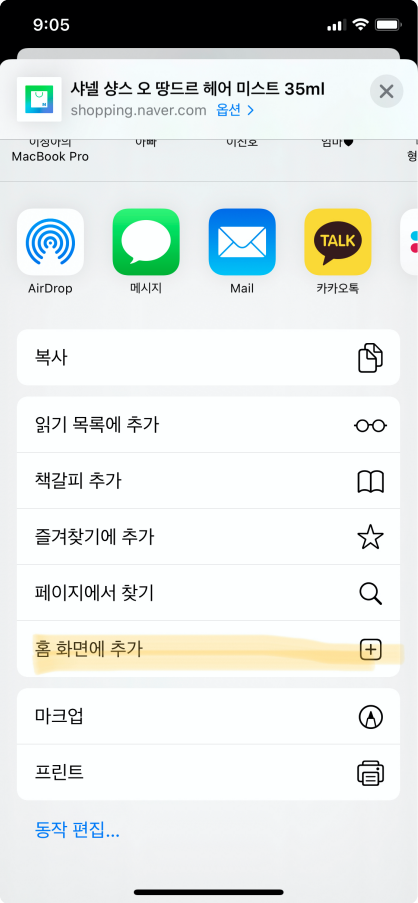 9:05
샤넬 샹스 오 땅드르 헤어 미스트 35ml
shopping.naver.com 옵션 >
MacBook Pro
아빠
엄마♥
AirDrop
메시지
Mail
TALK
카카오톡
복사
읽기 목록에 추가
책갈피 추가
즐겨찾기에 추가
페이지에서 찾기
홈 화면에 추가
마크업
프린트
동작 편집...